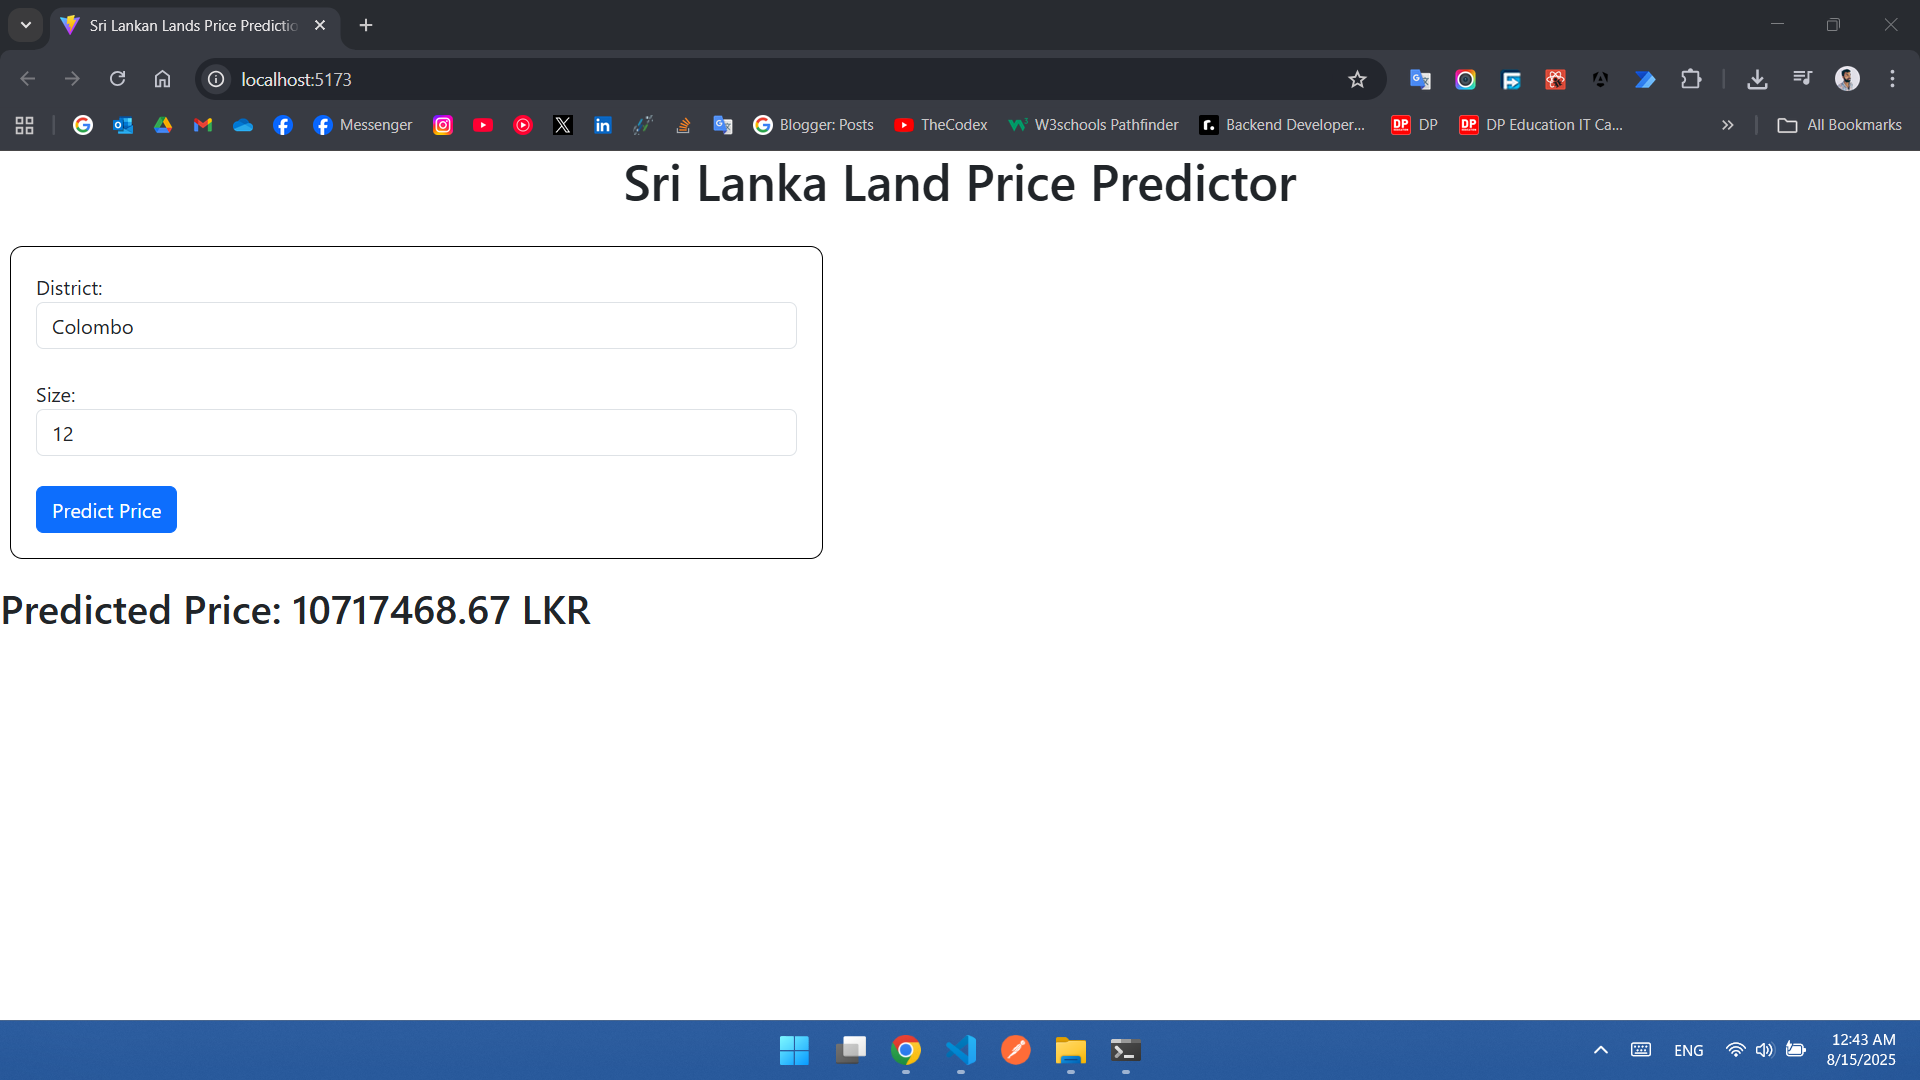 Sri Lankan Lands Price Predictio
localhost:5173
Messenger
Blogger: Posts
TheCodex
W3schools Pathfinder
Backend Developer...
DP
DP Education IT Ca...
All Bookmarks
Sri Lanka Land Price Predictor
District:
Colombo
Size:
12
Predict Price
Predicted Price: 10717468.67 LKR
ENG
12:43 AM
8/15/2025